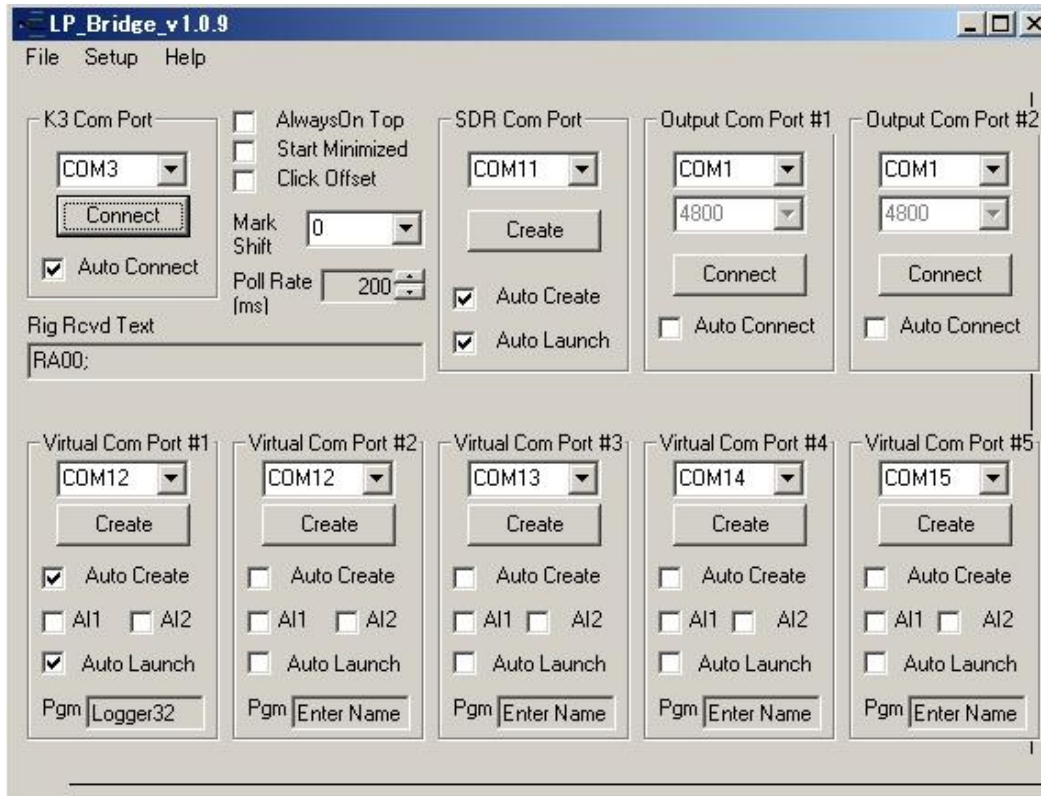 LP_Bridge_v1.0.9
File Setup Help
K3 Com Port
COM3
Connect
Auto Connect
AlwaysOn Top
Start Minimized
Click Offset
Mark Shift 0
Poll Rate (ms) 200
SDR Com Port
COM11
Create
Auto Create
Auto Launch
Output Com Port #1
COM1
4800
Connect
Auto Connect
Output Com Port #2
COM1
4800
Connect
Auto Connect
Rig Rcvd Text
RA00;
Virtual Com Port #1
COM12
Create
Auto Create
AI1 AI2
Auto Launch
Pgm Logger32
Virtual Com Port #2
COM12
Create
Auto Create
AI1 AI2
Auto Launch
Pgm Enter Name
Virtual Com Port #3
COM13
Create
Auto Create
AI1 AI2
Auto Launch
Pgm Enter Name
Virtual Com Port #4
COM14
Create
Auto Create
AI1 AI2
Auto Launch
Pgm Enter Name
Virtual Com Port #5
COM15
Create
Auto Create
AI1 AI2
Auto Launch
Pgm Enter Name